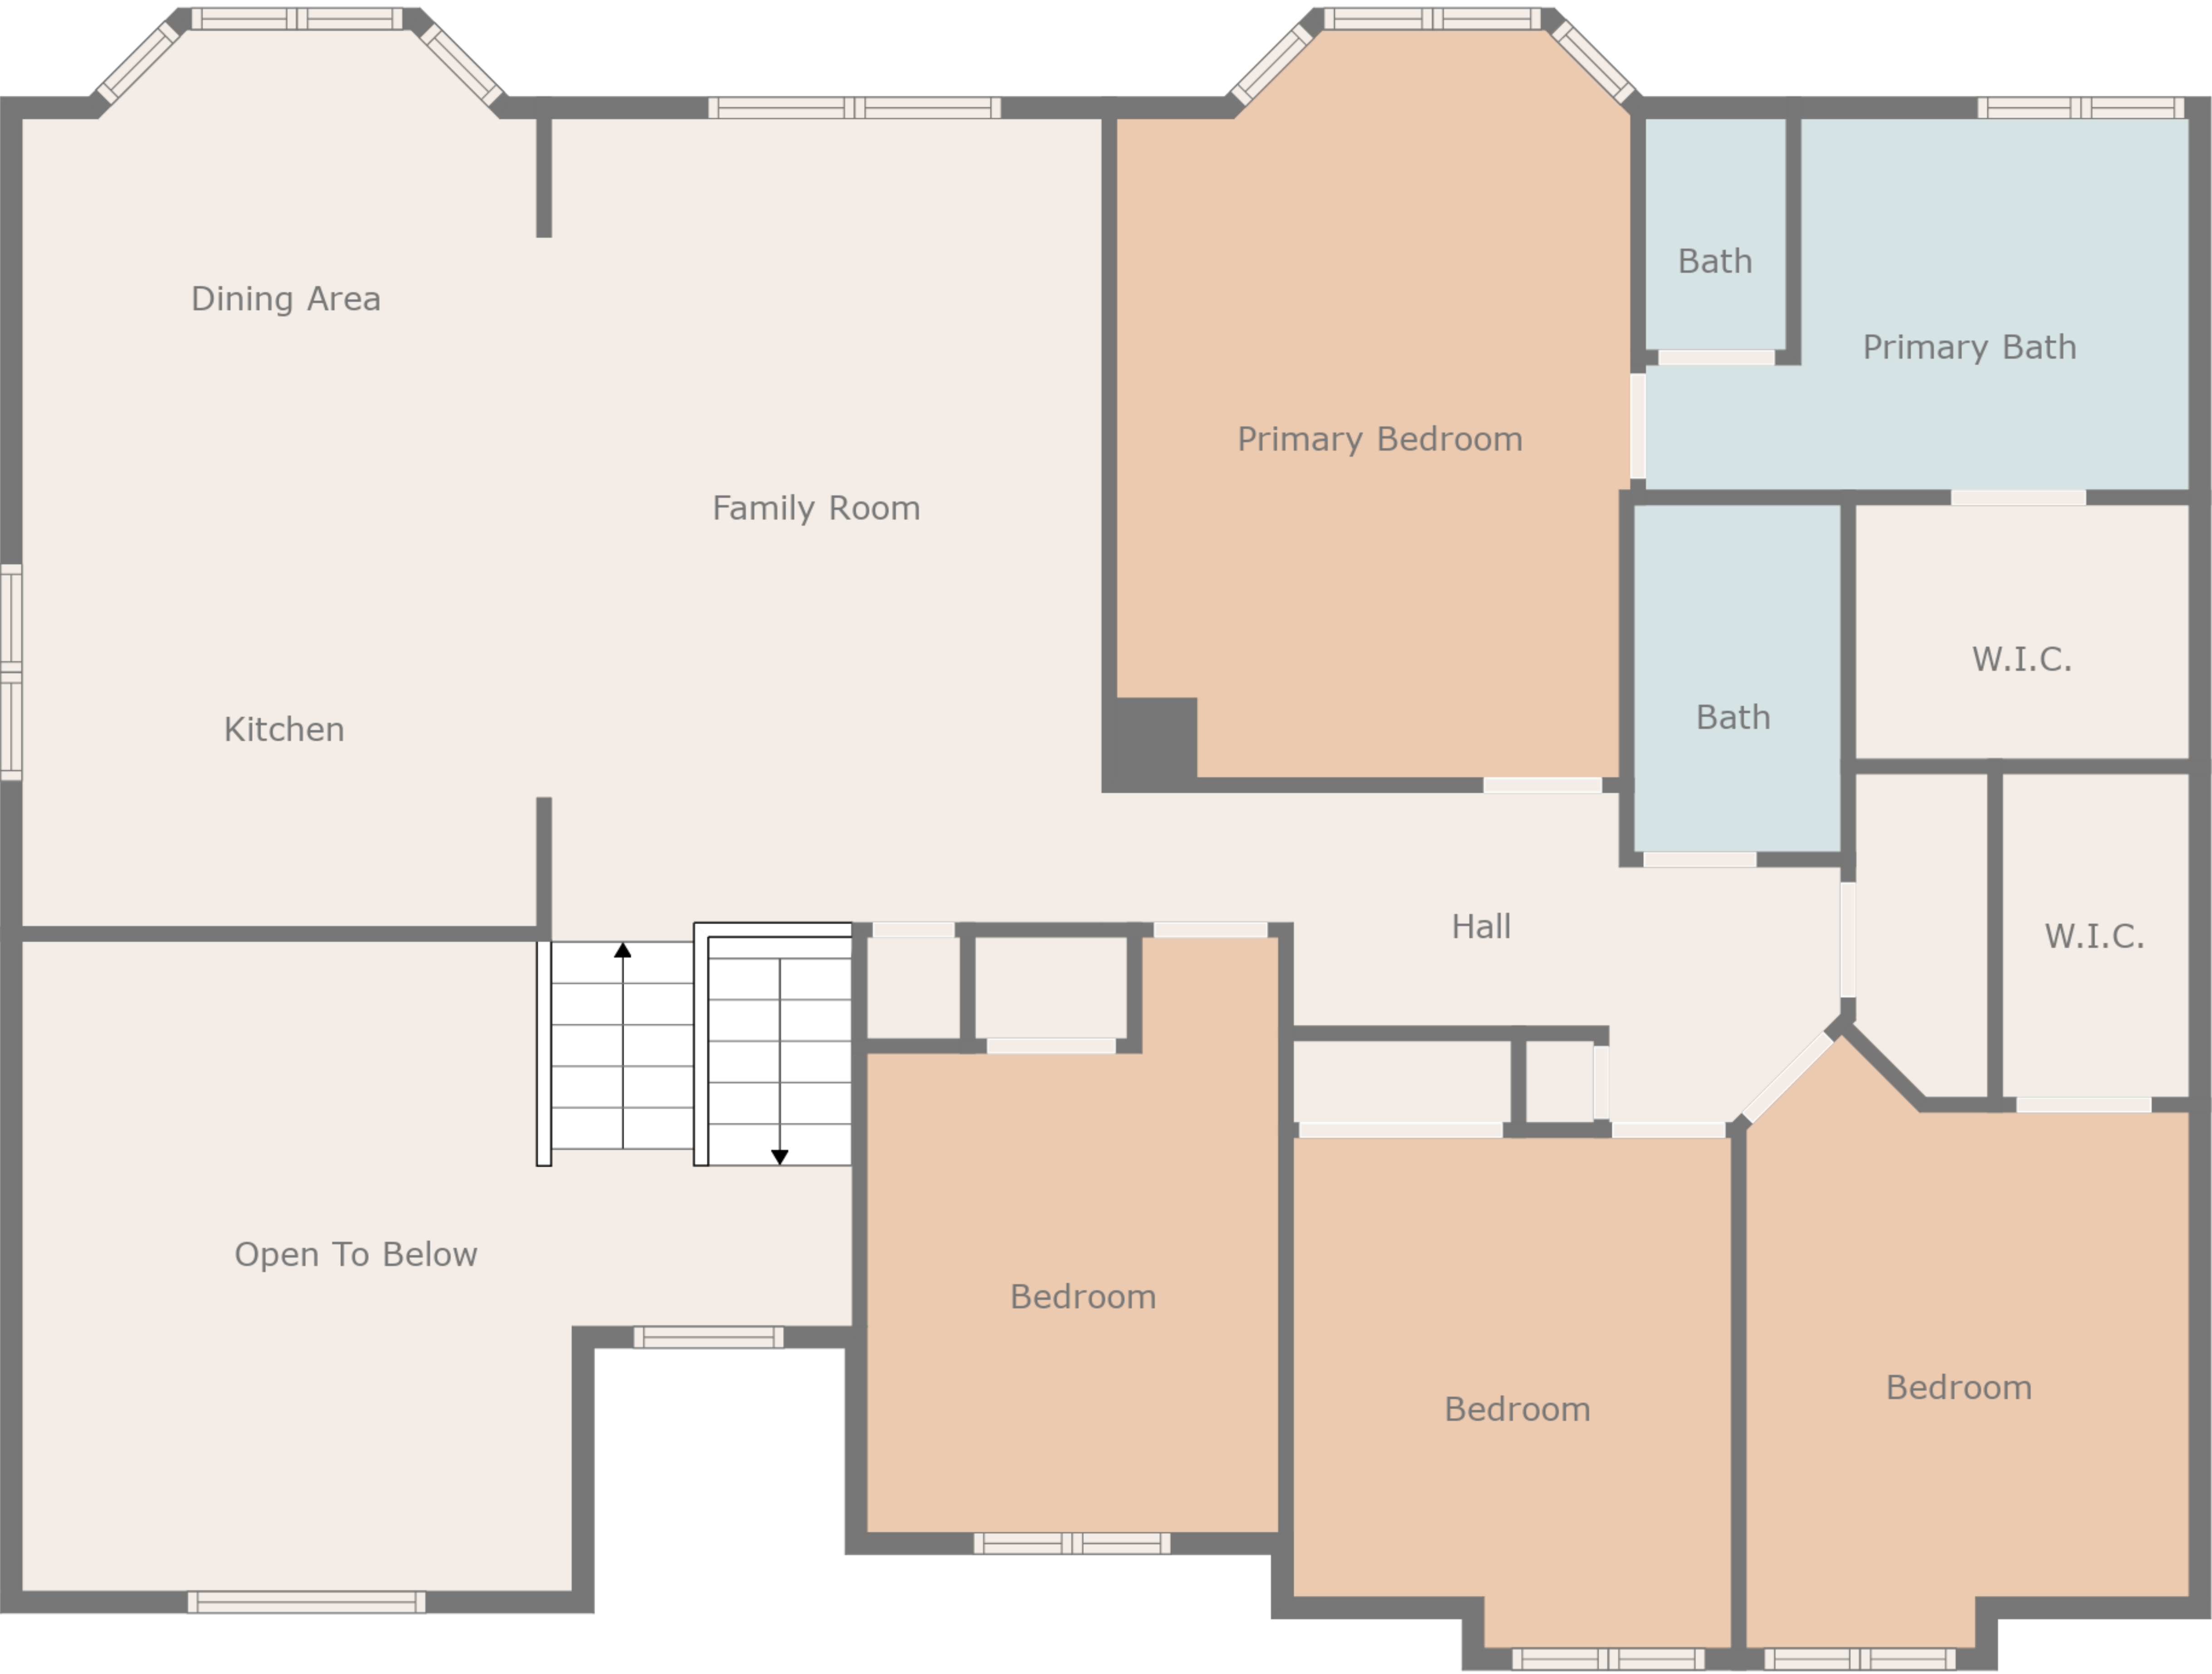 Bath
Dining Area
Primary Bath
Primary Bedroom
Family Room
W.I.C.
Bath
Kitchen
Hall
W.I.C.
Open To Below
Bedroom
Bedroom
Bedroom